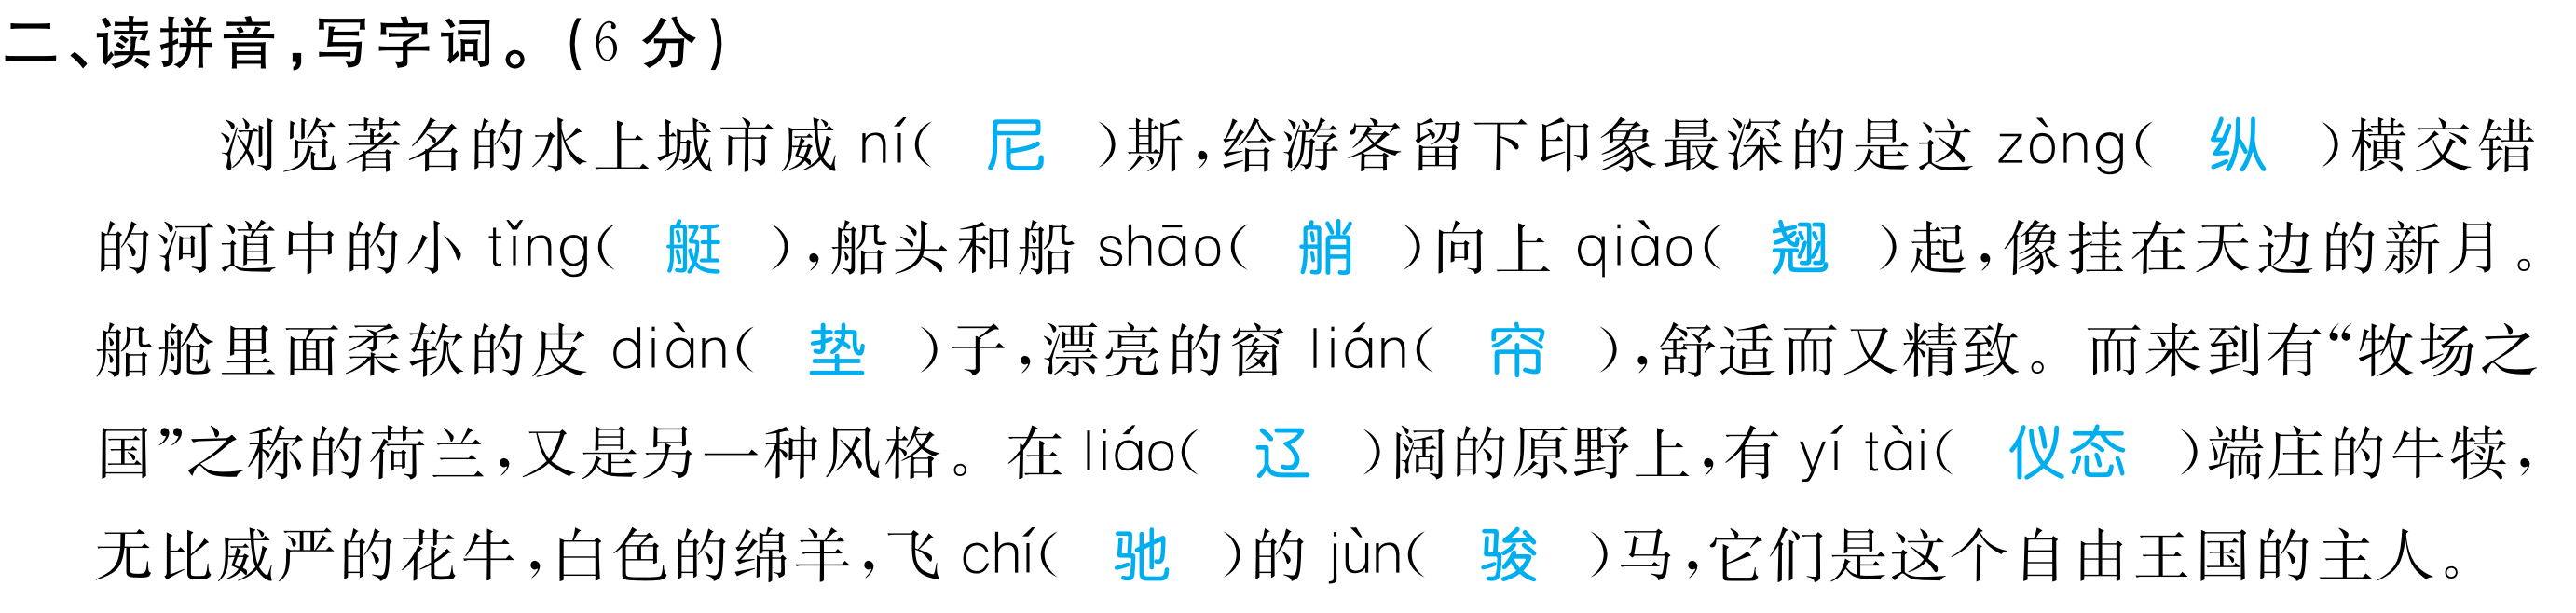 二、读拼音,写字词。(6 分)
浏览著名的水上城市威 ní( 尼 )斯,给游客留下印象最深的是这 zòng( 纵 )横交错
的河道中的小 tǐng( 艇 ),船头和船 shāo( 艄 )向上 qiào( 翘 )起,像挂在天边的新月。
船舱里面柔软的皮 diàn( 垫 )子,漂亮的窗 lián( 帘 ),舒适而又精致。而来到有“牧场之
国”之称的荷兰,又是另一种风格。在 liáo( 辽 )阔的原野上,有 yí tài( 仪态 )端庄的牛犊,
无比威严的花牛,白色的绵羊,飞 chí( 驰 )的 jùn( 骏 )马,它们是这个自由王国的主人。